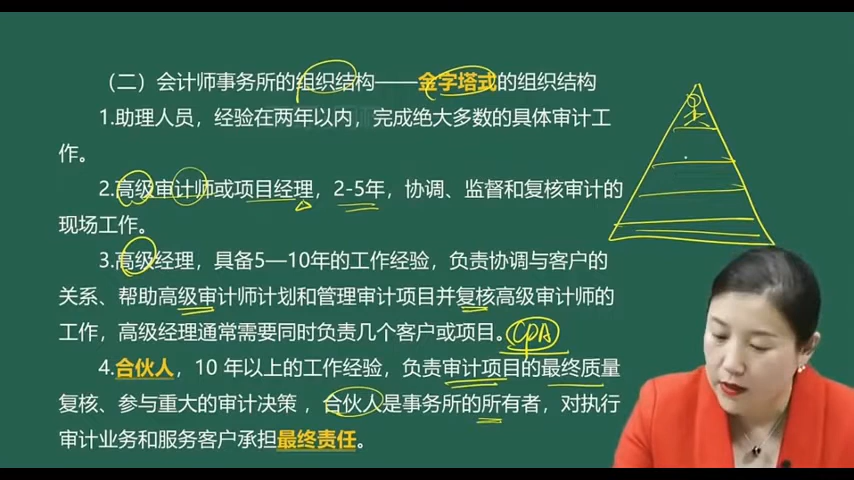 （二）会计师事务所的组织结构——金字塔式的组织结构
1.助理人员，经验在两年以内，完成绝大多数的具体审计工
作。
2.高级审计师或项目经理，2-5年，协调、监督和复核审计的
现场工作。
3.高级经理，具备5—10年的工作经验，负责协调与客户的
关系、帮助高级审计师计划和管理审计项目并复核高级审计师的
工作，高级经理通常需要同时负责几个客户或项目。CPA
4.合伙人，10 年以上的工作经验，负责审计项目的最终质量
复核、参与重大的审计决策 ，合伙人是事务所的所有者，对执行
审计业务和服务客户承担最终责任。